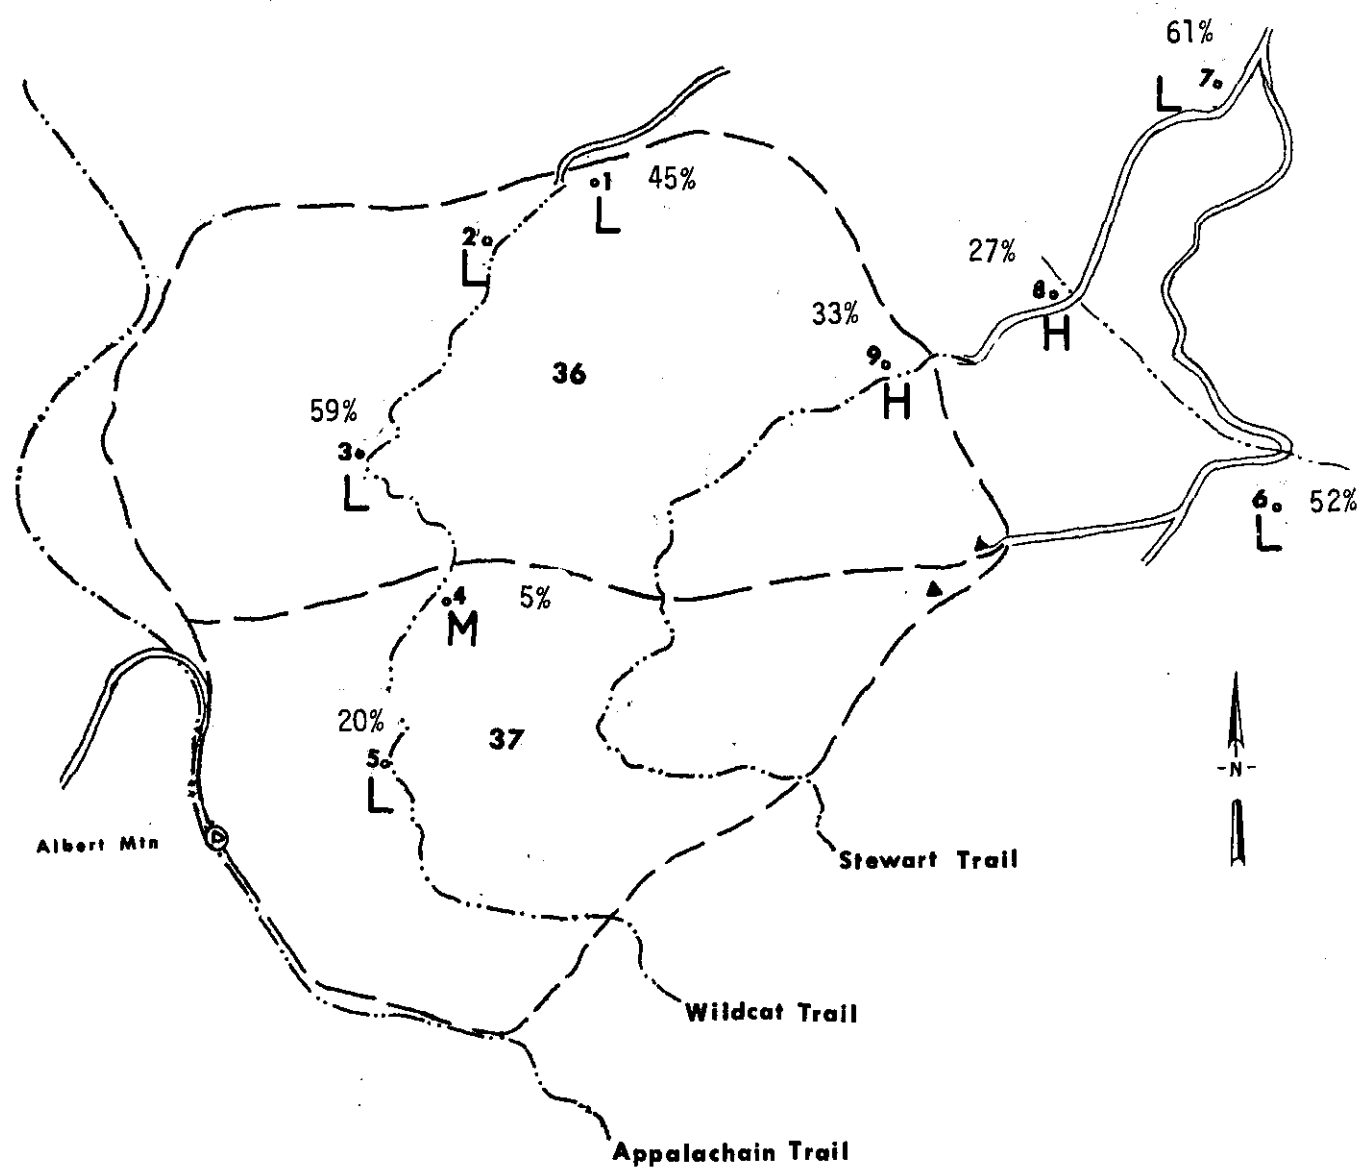 61%
7
L
1
45%
L
2
L
27%
8
H
33%
9
H
36
59%
3
L
6
52%
L
4
5%
M
20%
37
5
L
-N-
Albert Mtn
Stewart Trail
Wildcat Trail
Appalachain Trail